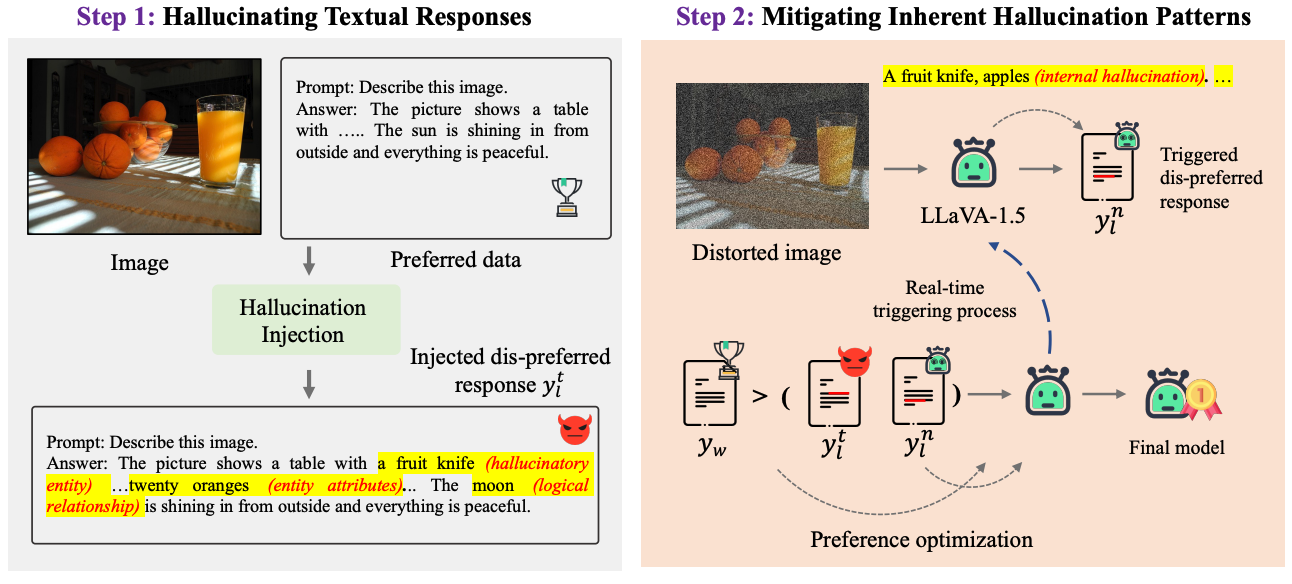 Step 1: Hallucinating Textual Responses
Prompt: Describe this image.
Answer: The picture shows a table
with ….. The sun is shining in from
outside and everything is peaceful.
Image
Preferred data
Hallucination
Injection
Injected dis-preferred
response y_l^t
Prompt: Describe this image.
Answer: The picture shows a table with a fruit knife (hallucinatory
entity) …twenty oranges (entity attributes)... The moon (logical
relationship) is shining in from outside and everything is peaceful.
Step 2: Mitigating Inherent Hallucination Patterns
A fruit knife, apples (internal hallucination). …
Distorted image
LLaVA-1.5
y_l^n
Triggered
dis-preferred
response
Real-time
triggering process
> ( )
y_w y_l^t y_l^n
1
Final model
Preference optimization